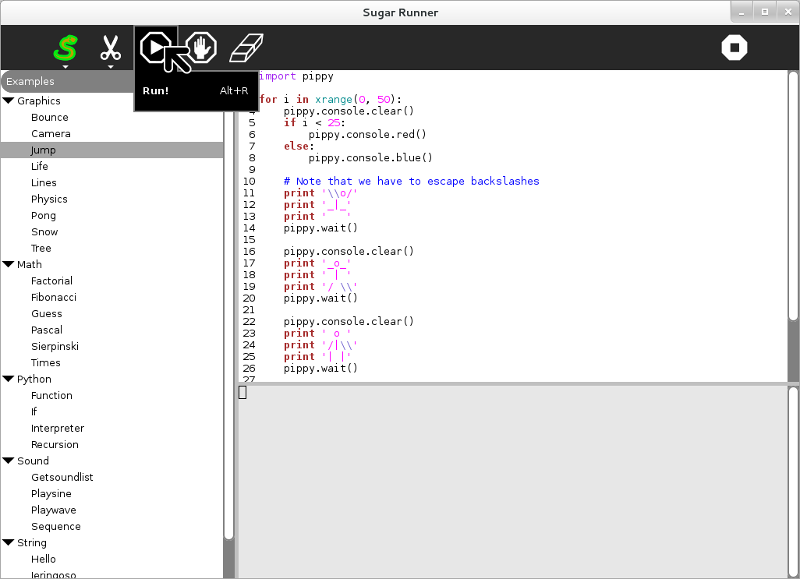 Sugar Runner
Run! Alt+R
Examples
Graphics
Bounce
Camera
Jump
Life
Lines
Physics
Pong
Snow
Tree
Math
Factorial
Fibonacci
Guess
Pascal
Sierpinski
Times
Python
Function
If
Interpreter
Recursion
Sound
Getsoundlist
Playsine
Playwave
Sequence
String
Hello
Jeringoso
import pippy
for i in xrange(0, 50):
4     pippy.console.clear()
5     if i < 25:
6         pippy.console.red()
7     else:
8         pippy.console.blue()
9
10     # Note that we have to escape backslashes
11     print '\\o/'
12     print '_|_'
13     print '   '
14     pippy.wait()
15
16     pippy.console.clear()
17     print '_o_'
18     print ' | '
19     print '/ \\'
20     pippy.wait()
21
22     pippy.console.clear()
23     print ' o '
24     print '/|\\'
25     print '| |'
26     pippy.wait()
27